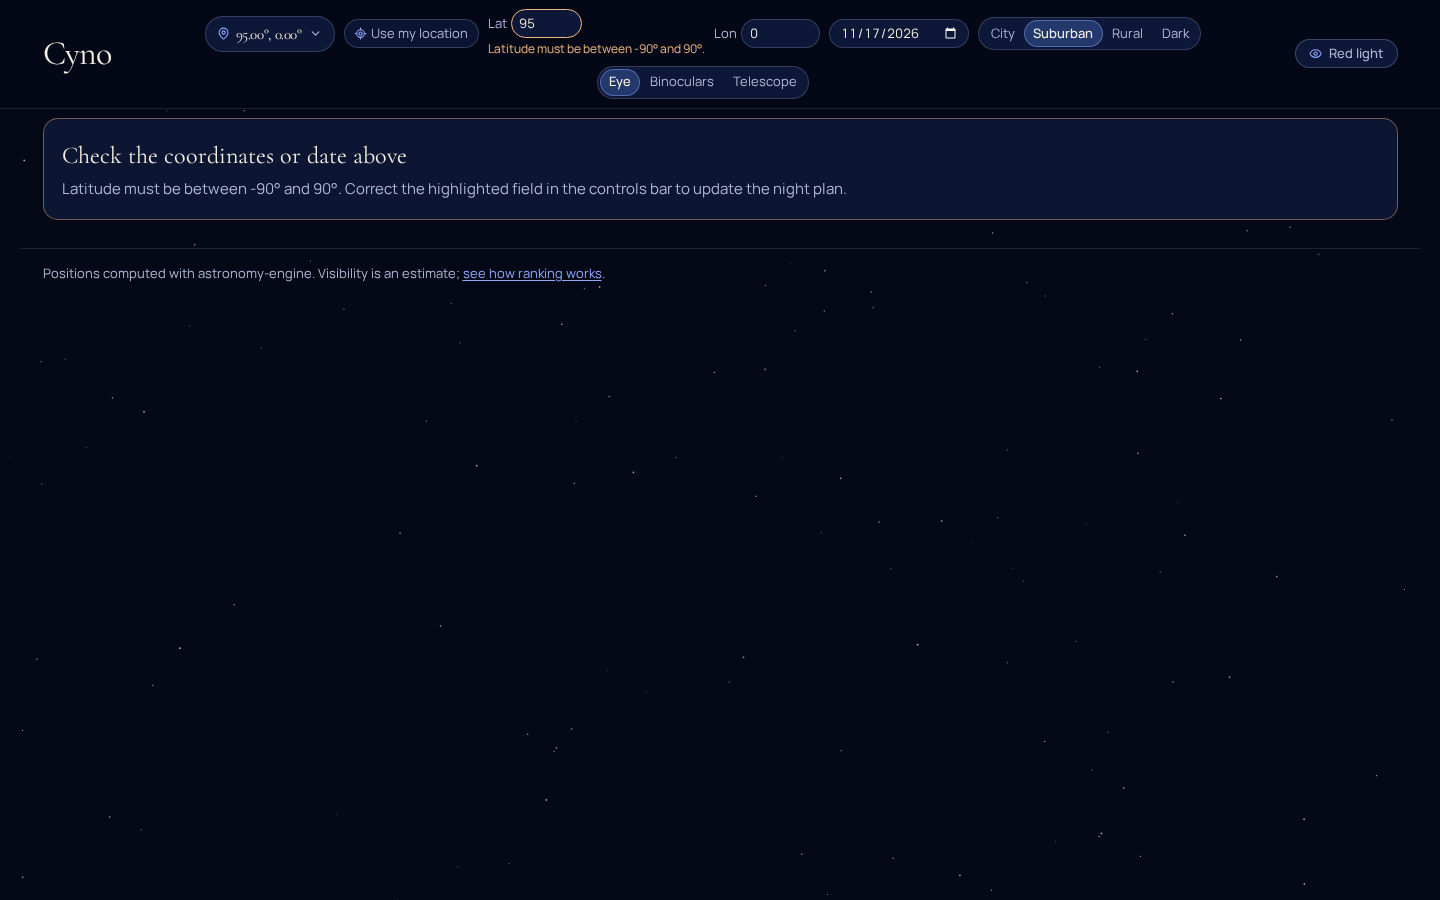 Cyno
95.00°, 0.00°
Use my location
Lat 95
Latitude must be between -90° and 90°.
Lon 0
11/17/2026
City Suburban Rural Dark
Eye Binoculars Telescope
Red light
Check the coordinates or date above
Latitude must be between -90° and 90°. Correct the highlighted field in the controls bar to update the night plan.
Positions computed with astronomy-engine. Visibility is an estimate; see how ranking works.